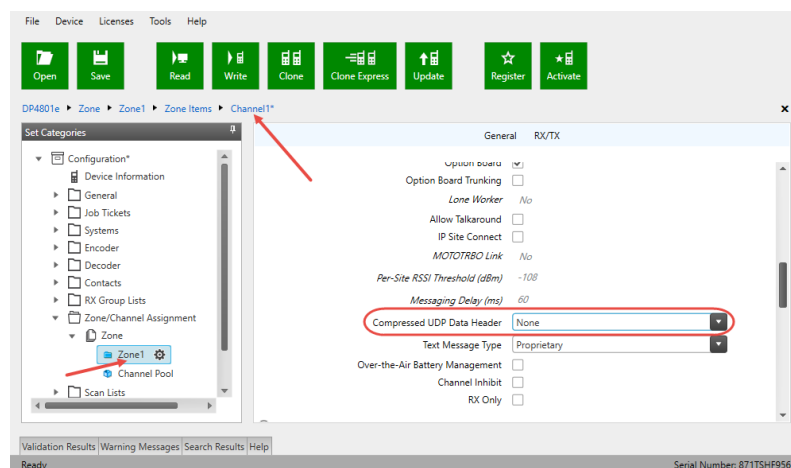 File Device Licenses Tools Help
Open Save Read Write Clone Clone Express Update Register Activate
DP4801e Zone Zone1 Zone Items Channel1*
Set Categories
General RX/TX
Configuration*
Device Information
General
Job Tickets
Systems
Encoder
Decoder
Contacts
RX Group Lists
Zone/Channel Assignment
Zone
Zone1
Channel Pool
Scan Lists
Option Board
Option Board Trunking
Lone Worker No
Allow Talkaround
IP Site Connect
MOTOTRBO Link No
Per-Site RSSI Threshold (dBm) -108
Messaging Delay (ms) 60
Compressed UDP Data Header None
Text Message Type Proprietary
Over-the-Air Battery Management
Channel Inhibit
RX Only
Validation Results Warning Messages Search Results Help
Ready Serial Number: 871TSHF956